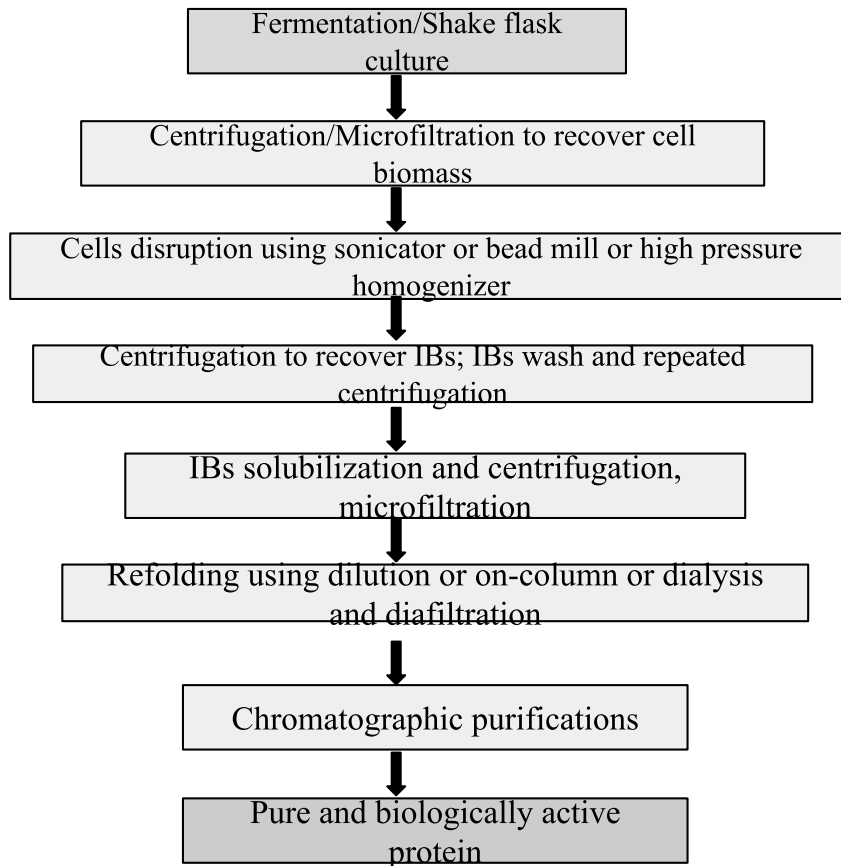 Fermentation/Shake flask
culture
Centrifugation/Microfiltration to recover cell
biomass
Cells disruption using sonicator or bead mill or high pressure
homogenizer
Centrifugation to recover IBs; IBs wash and repeated
centrifugation
IBs solubilization and centrifugation,
microfiltration
Refolding using dilution or on-column or dialysis
and diafiltration
Chromatographic purifications
Pure and biologically active
protein